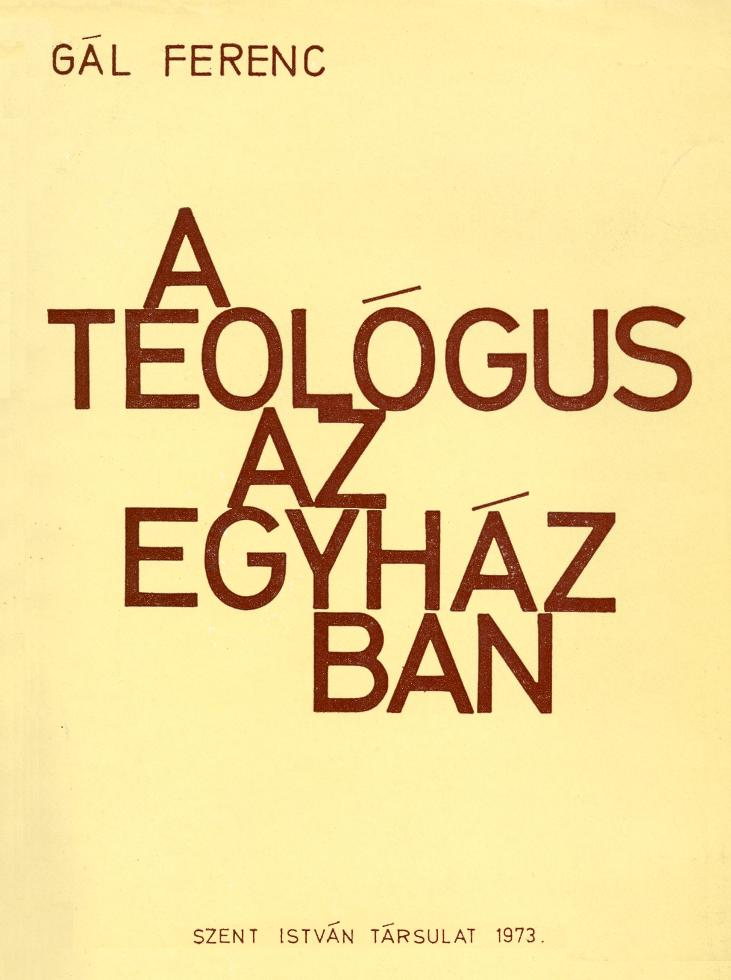 GÁL FERENC
A
TEOLÓGUS
AZ
EGYHÁZ
BAN
SZENT ISTVÁN TÁRSULAT 1973.